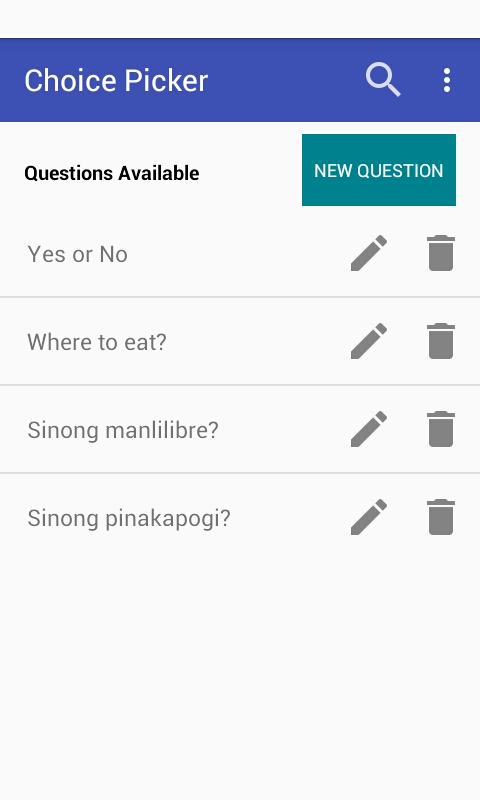 Choice Picker
Questions Available
NEW QUESTION
Yes or No
Where to eat?
Sinong manlilibre?
Sinong pinakapogi?